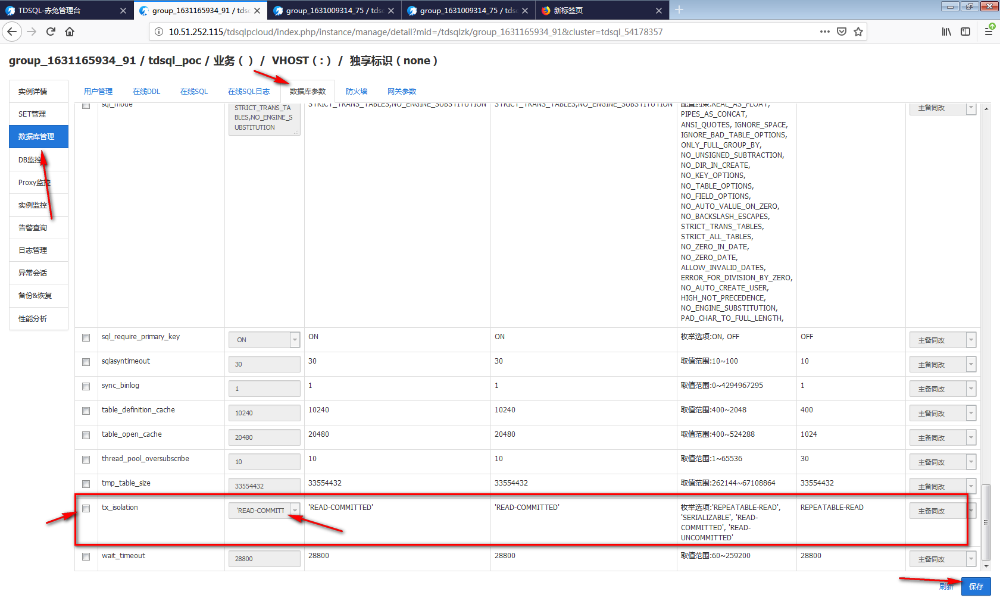 TDSQL-赤兔管理台
group_1631165934_91 / tdsq
group_1631009314_75 / tdsq
group_1631009314_75 / tdsq
新标签页
10.51.252.115/tdsqlpcloud/index.php/instance/manage/detail?mid=/tdsqlzk/group_1631165934_91&cluster=tdsql_54178357
group_1631165934_91 / tdsql_poc / 业务 ( ) / VHOST ( : ) / 独享标识 ( none )
实例详情
SET管理
数据库管理
DB监控
Proxy监控
实例监控
告警查询
日志管理
异常会话
备份&恢复
性能分析
用户管理 在线DDL 在线SQL 在线SQL日志 数据库参数 防火墙 网关参数
sql_mode
STRICT_TRANS_TA
BLES,NO_ENGINE_S
UBSTITUTION
STRICT_TRANS_TABLES,NO_ENGINE_SUBSTITUTION
STRICT_TRANS_TABLES,NO_ENGINE_SUBSTITUTION
配置约束:REAL_AS_FLOAT,
PIPES_AS_CONCAT,
ANSI_QUOTES, IGNORE_SPACE,
IGNORE_BAD_TABLE_OPTIONS,
ONLY_FULL_GROUP_BY,
NO_UNSIGNED_SUBTRACTION,
NO_DIR_IN_CREATE,
NO_KEY_OPTIONS,
NO_TABLE_OPTIONS,
NO_FIELD_OPTIONS,
NO_AUTO_VALUE_ON_ZERO,
NO_BACKSLASH_ESCAPES,
STRICT_TRANS_TABLES,
STRICT_ALL_TABLES,
NO_ZERO_IN_DATE,
NO_ZERO_DATE,
ALLOW_INVALID_DATES,
ERROR_FOR_DIVISION_BY_ZERO,
NO_AUTO_CREATE_USER,
HIGH_NOT_PRECEDENCE,
NO_ENGINE_SUBSTITUTION,
PAD_CHAR_TO_FULL_LENGTH,
主备同改
sql_require_primary_key ON ON ON 枚举选项:ON, OFF OFF 主备同改
sqlasyntimeout 30 30 30 取值范围:10~100 10 主备同改
sync_binlog 1 1 1 取值范围:0~4294967295 1 主备同改
table_definition_cache 10240 10240 10240 取值范围:400~2048 400 主备同改
table_open_cache 20480 20480 20480 取值范围:400~524288 1024 主备同改
thread_pool_oversubscribe 10 10 10 取值范围:1~65536 30 主备同改
tmp_table_size 33554432 33554432 33554432 取值范围:262144~67108864 33554432 主备同改
tx_isolation 'READ-COMMITT 'READ-COMMITTED' 'READ-COMMITTED' 枚举选项:'REPEATABLE-READ', REPEATABLE-READ 主备同改
'SERIALIZABLE', 'READ-
COMMITTED', 'READ-
UNCOMMITTED'
wait_timeout 28800 28800 28800 取值范围:60~259200 28800 主备同改
刷新 保存